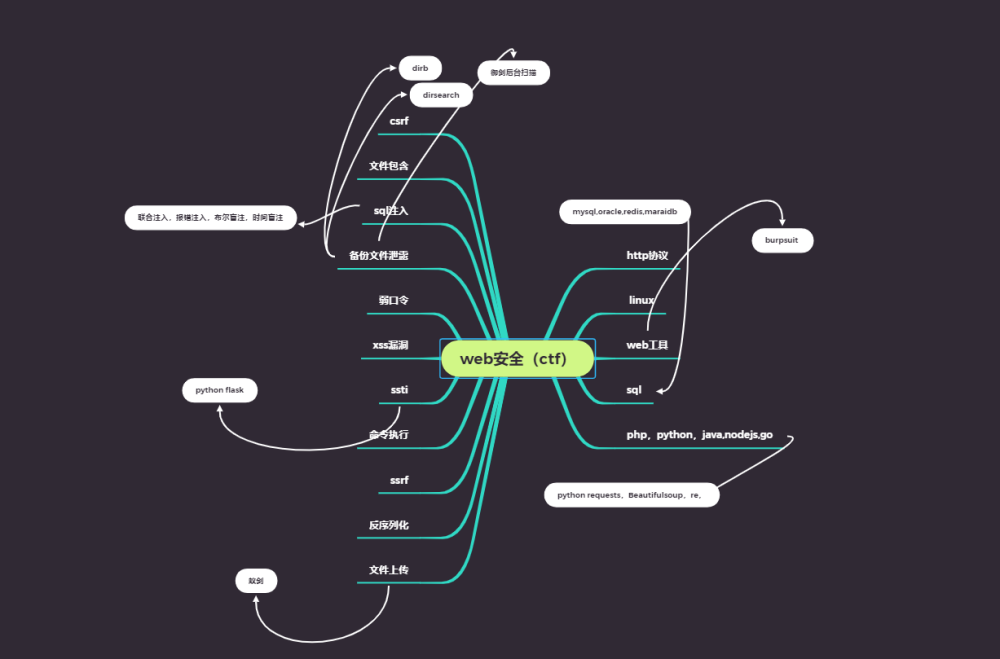 dirb
dirsearch
御剑后台扫描
csrf
文件包含
sql注入
联合注入，报错注入，布尔盲注，时间盲注
备份文件泄露
弱口令
xss漏洞
ssti
python flask
命令执行
ssrf
反序列化
文件上传
蚁剑
web安全（ctf）
mysql,oracle,redis,maraidb
burpsuit
http协议
linux
web工具
sql
php，python，java,nodejs,go
python requests，Beautifulsoup，re，